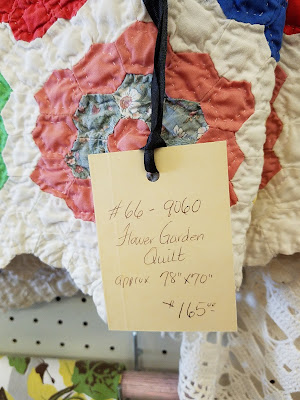 #66-9060
Flower Garden
Quilt
approx 78"x70"
$165.00